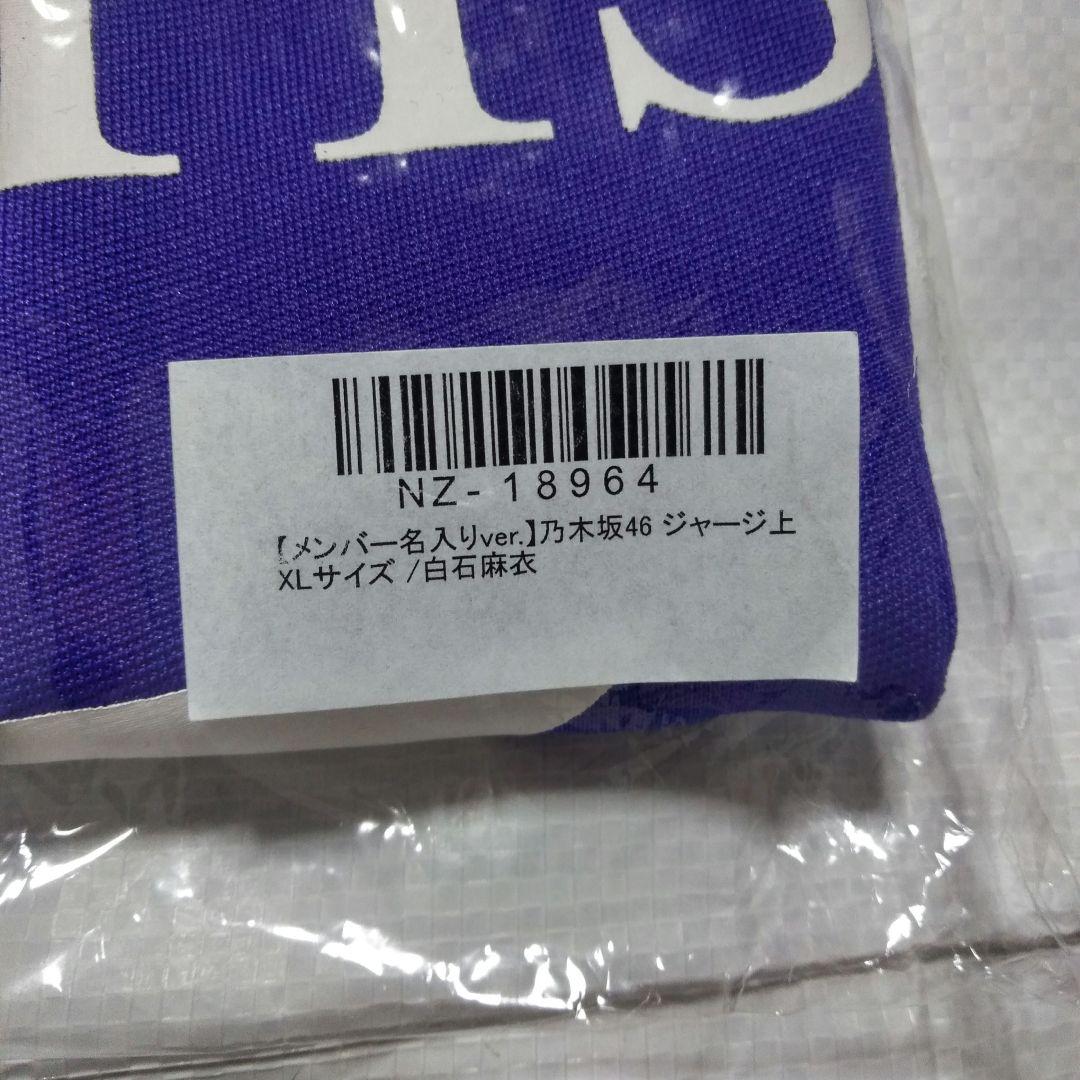 NZ-18964
【メンバー名入りver.】乃木坂46 ジャージ上
XLサイズ /白石麻衣